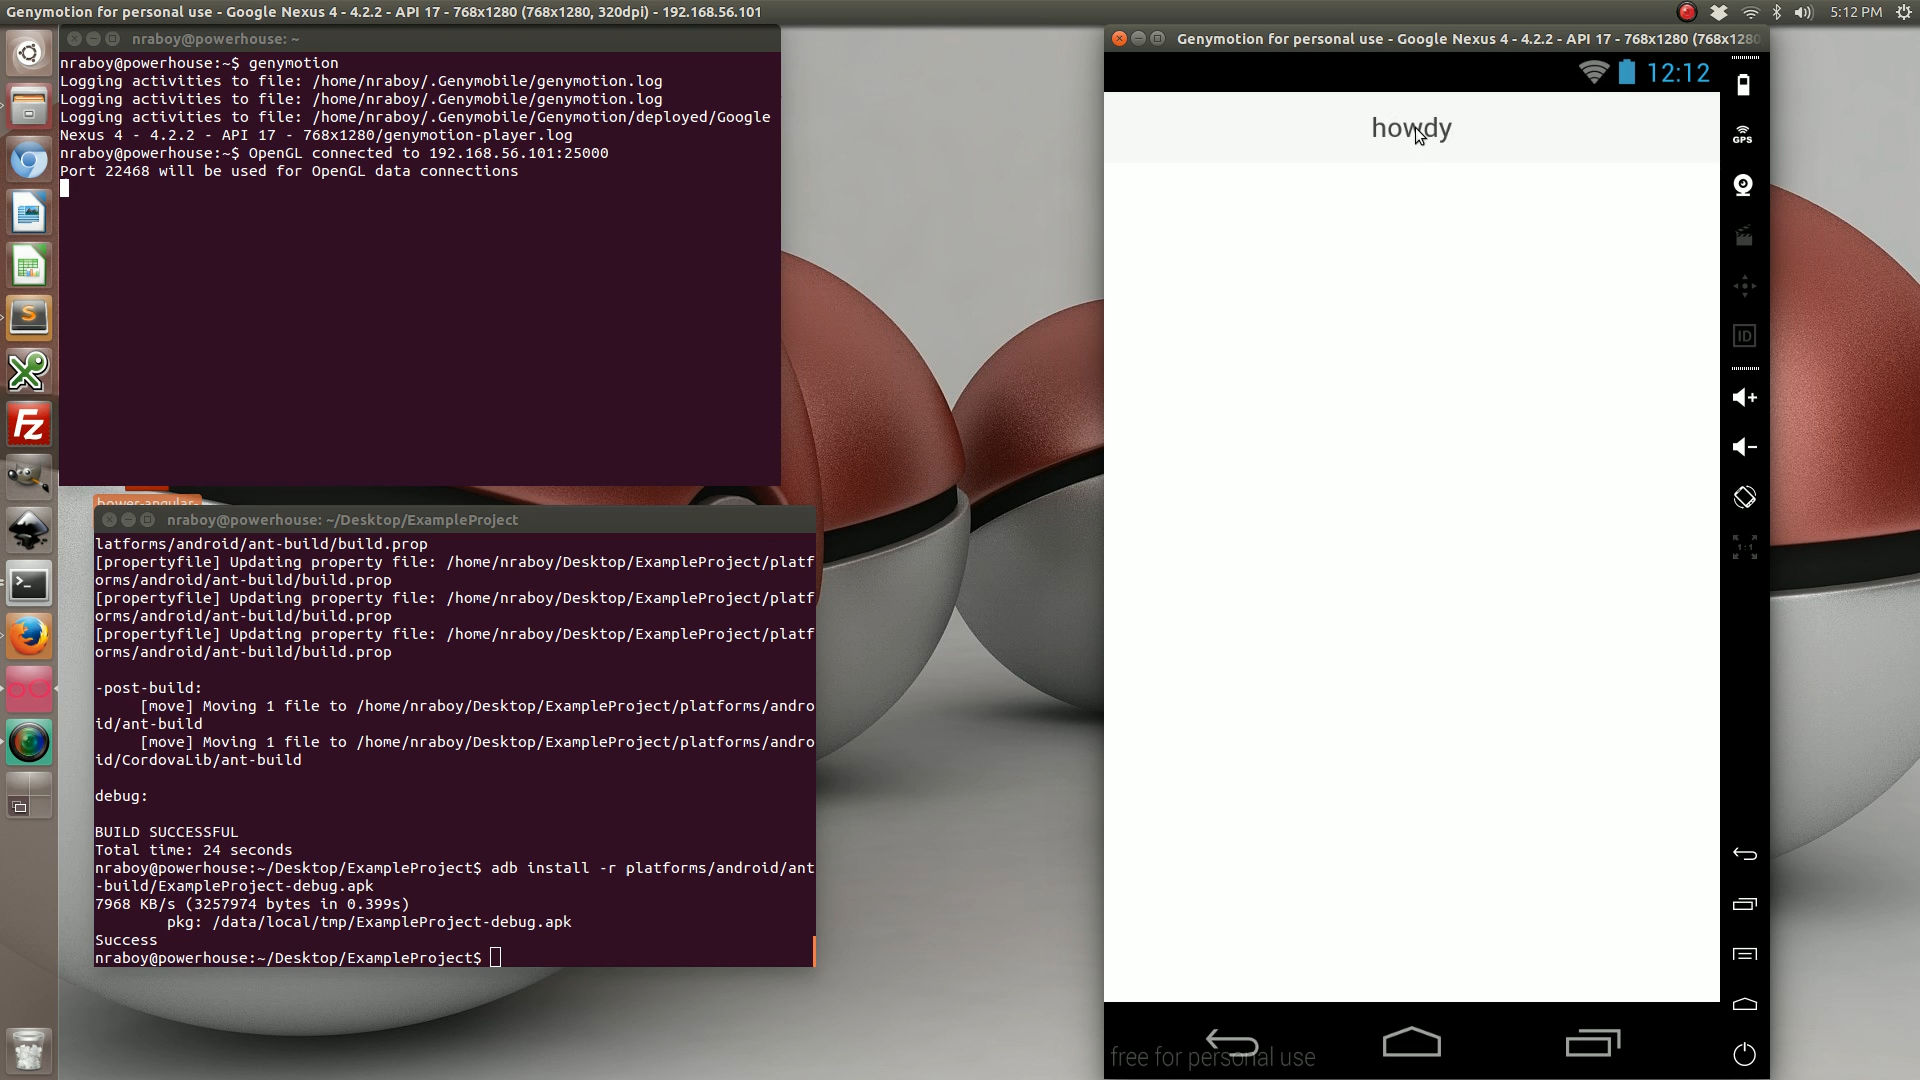 Genymotion for personal use - Google Nexus 4 - 4.2.2 - API 17 - 768x1280 (768x1280, 320dpi) - 192.168.56.101
5:12 PM
nraboy@powerhouse: ~
nraboy@powerhouse:~$ genymotion
Logging activities to file: /home/nraboy/.Genymobile/genymotion.log
Logging activities to file: /home/nraboy/.Genymobile/genymotion.log
Logging activities to file: /home/nraboy/.Genymobile/Genymotion/deployed/Google
Nexus 4 - 4.2.2 - API 17 - 768x1280/genymotion-player.log
nraboy@powerhouse:~$ OpenGL connected to 192.168.56.101:25000
Port 22468 will be used for OpenGL data connections
bower-angular-
nraboy@powerhouse: ~/Desktop/ExampleProject
latforms/android/ant-build/build.prop
[propertyfile] Updating property file: /home/nraboy/Desktop/ExampleProject/platf
orms/android/ant-build/build.prop
[propertyfile] Updating property file: /home/nraboy/Desktop/ExampleProject/platf
orms/android/ant-build/build.prop
[propertyfile] Updating property file: /home/nraboy/Desktop/ExampleProject/platf
orms/android/ant-build/build.prop
-post-build:
[move] Moving 1 file to /home/nraboy/Desktop/ExampleProject/platforms/andro
id/ant-build
[move] Moving 1 file to /home/nraboy/Desktop/ExampleProject/platforms/andro
id/CordovaLib/ant-build
debug:
BUILD SUCCESSFUL
Total time: 24 seconds
nraboy@powerhouse:~/Desktop/ExampleProject$ adb install -r platforms/android/ant
-build/ExampleProject-debug.apk
7968 KB/s (3257974 bytes in 0.399s)
pkg: /data/local/tmp/ExampleProject-debug.apk
Success
nraboy@powerhouse:~/Desktop/ExampleProject$
Genymotion for personal use - Google Nexus 4 - 4.2.2 - API 17 - 768x1280 (768x1280
12:12
howdy
GPS
ID
1:1
free for personal use